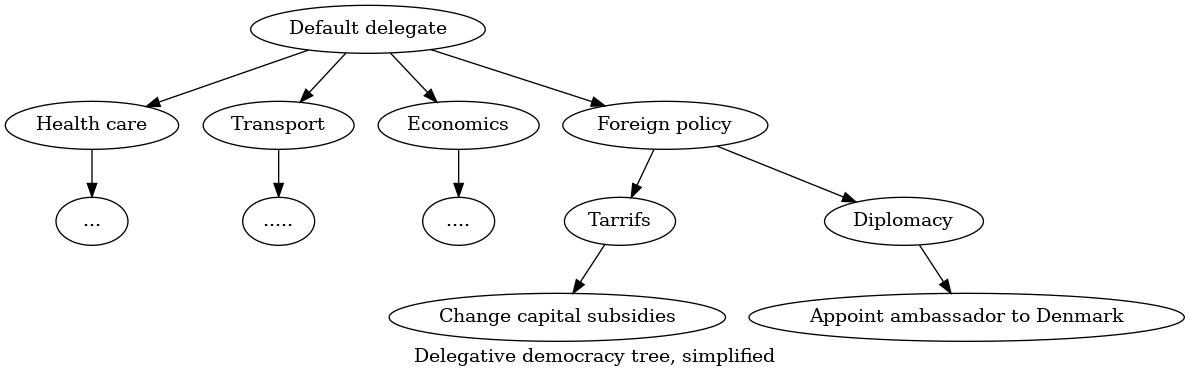 Default delegate
Health care
Transport
Economics
Foreign policy
...
.....
....
Tarrifs
Diplomacy
Change capital subsidies
Appoint ambassador to Denmark
Delegative democracy tree, simplified